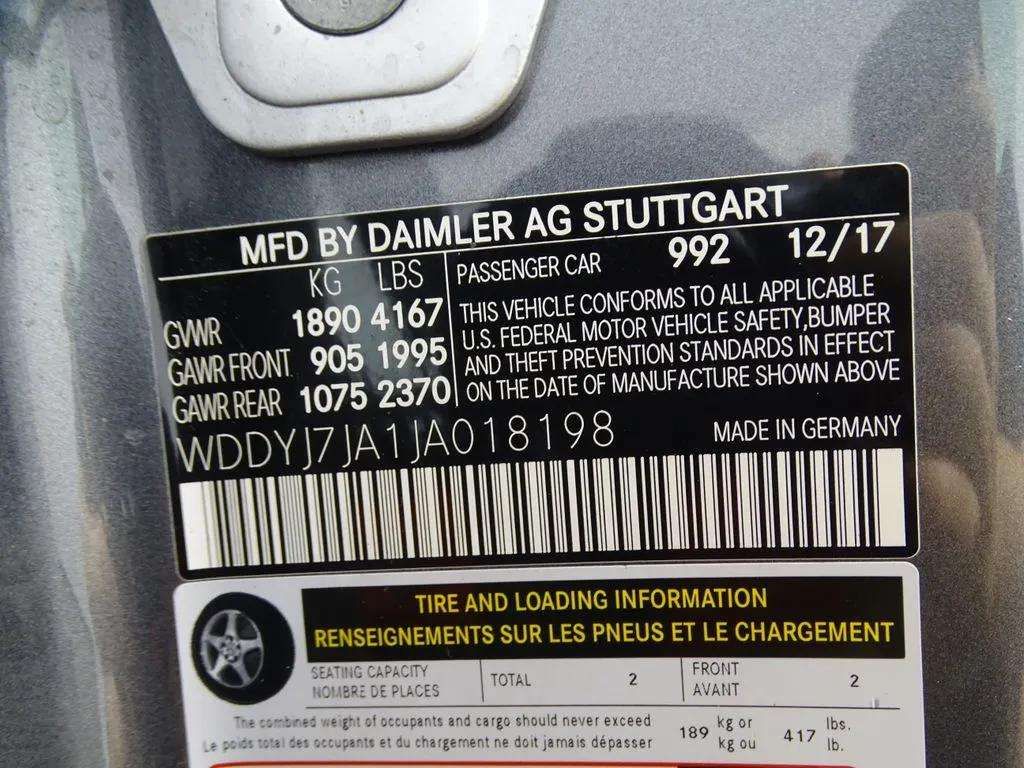 MFD BY DAIMLER AG STUTTGART
KG LBS
GVWR 1890 4167
GAWR FRONT 905 1995
GAWR REAR 1075 2370
PASSENGER CAR 992 12/17
THIS VEHICLE CONFORMS TO ALL APPLICABLE
U.S. FEDERAL MOTOR VEHICLE SAFETY,BUMPER
AND THEFT PREVENTION STANDARDS IN EFFECT
ON THE DATE OF MANUFACTURE SHOWN ABOVE
WDDYJ7JA1JA018198 MADE IN GERMANY
TIRE AND LOADING INFORMATION
RENSEIGNEMENTS SUR LES PNEUS ET LE CHARGEMENT
SEATING CAPACITY
NOMBRE DE PLACES
TOTAL 2
FRONT
AVANT
2
The combined weight of occupants and cargo should never exceed
Le poids total des occupants et du chargement ne doit jamais dépasser
189 kg or
kg ou
417 lbs.
lb.